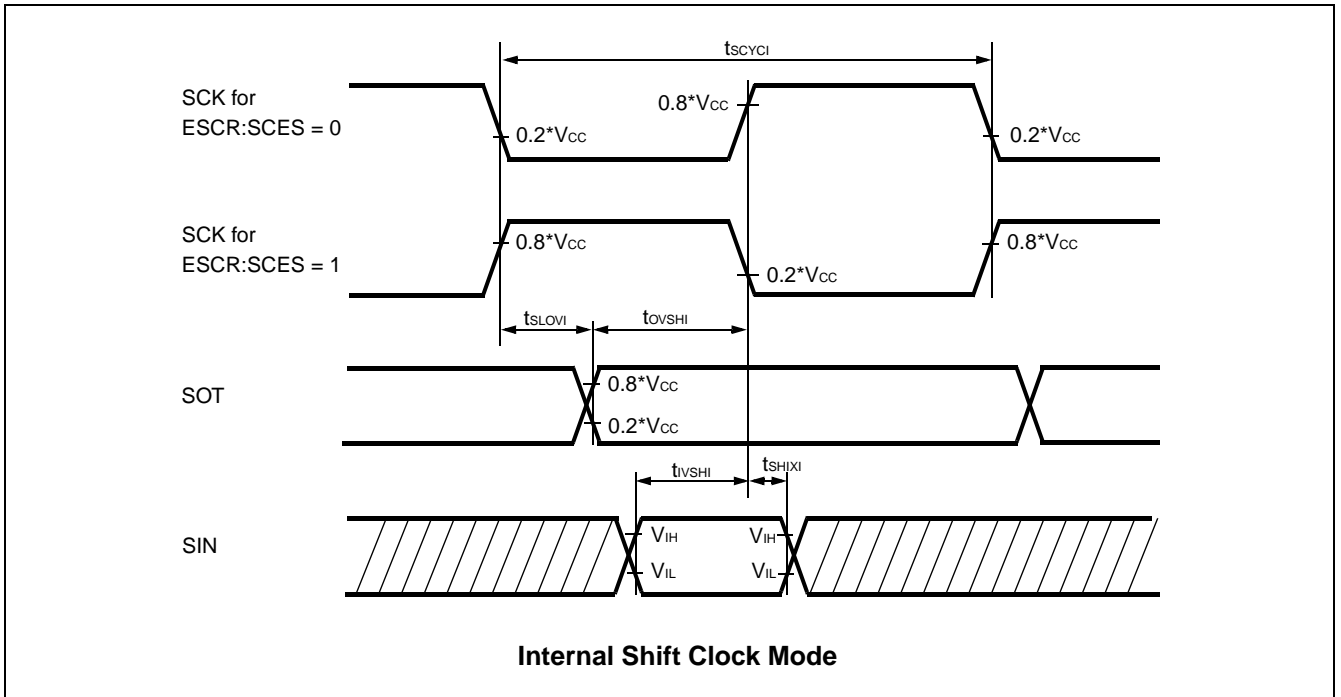 tSCYCI
SCK for
ESCR:SCES = 0
0.8*VCC
0.2*VCC
0.2*VCC
SCK for
ESCR:SCES = 1
0.8*VCC
0.8*VCC
0.2*VCC
tSLOVI
tOVSHI
SOT
0.8*VCC
0.2*VCC
tIVSHI
tSHIXI
SIN
VIH
VIH
VIL
VIL
Internal Shift Clock Mode